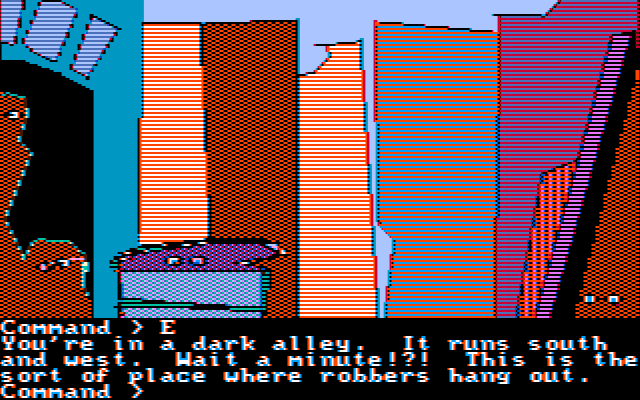 Command > E
You're in a dark alley.  It runs south
and west.  Wait a minute!?!  This is the
sort of place where robbers hang out.
Command >